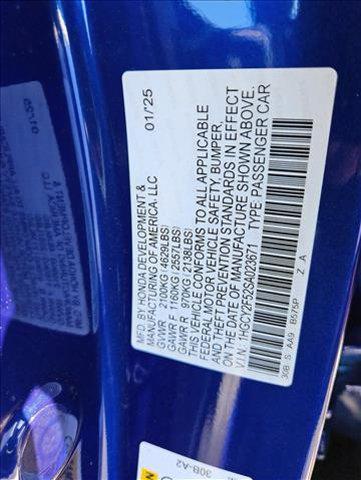 MFD. BY HONDA DEVELOPMENT &
MANUFACTURING OF AMERICA, LLC
01/25
GVWR 2100KG(4629LBS)
GAWR F 1160KG(2557LBS)
GAWR R 970KG(2138LBS)
THIS VEHICLE CONFORMS TO ALL APPLICABLE
FEDERAL MOTOR VEHICLE SAFETY, BUMPER,
AND THEFT PREVENTION STANDARDS IN EFFECT
ON THE DATE OF MANUFACTURE SHOWN ABOVE.
V.I.N. 1HGCY2F52SA023671 TYPE: PASSENGER CAR
30B S AA9 B575P Z A
30B-A2